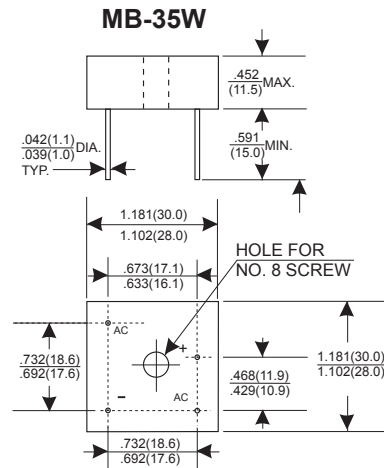 MB-35W
.452
(11.5)
MAX.
.042(1.1)
.039(1.0)
DIA.
TYP.
.591
(15.0)
MIN.
1.181(30.0)
1.102(28.0)
HOLE FOR
NO. 8 SCREW
.673(17.1)
.633(16.1)
AC
+
.732(18.6)
.692(17.6)
.468(11.9)
.429(10.9)
1.181(30.0)
1.102(28.0)
-
AC
.732(18.6)
.692(17.6)